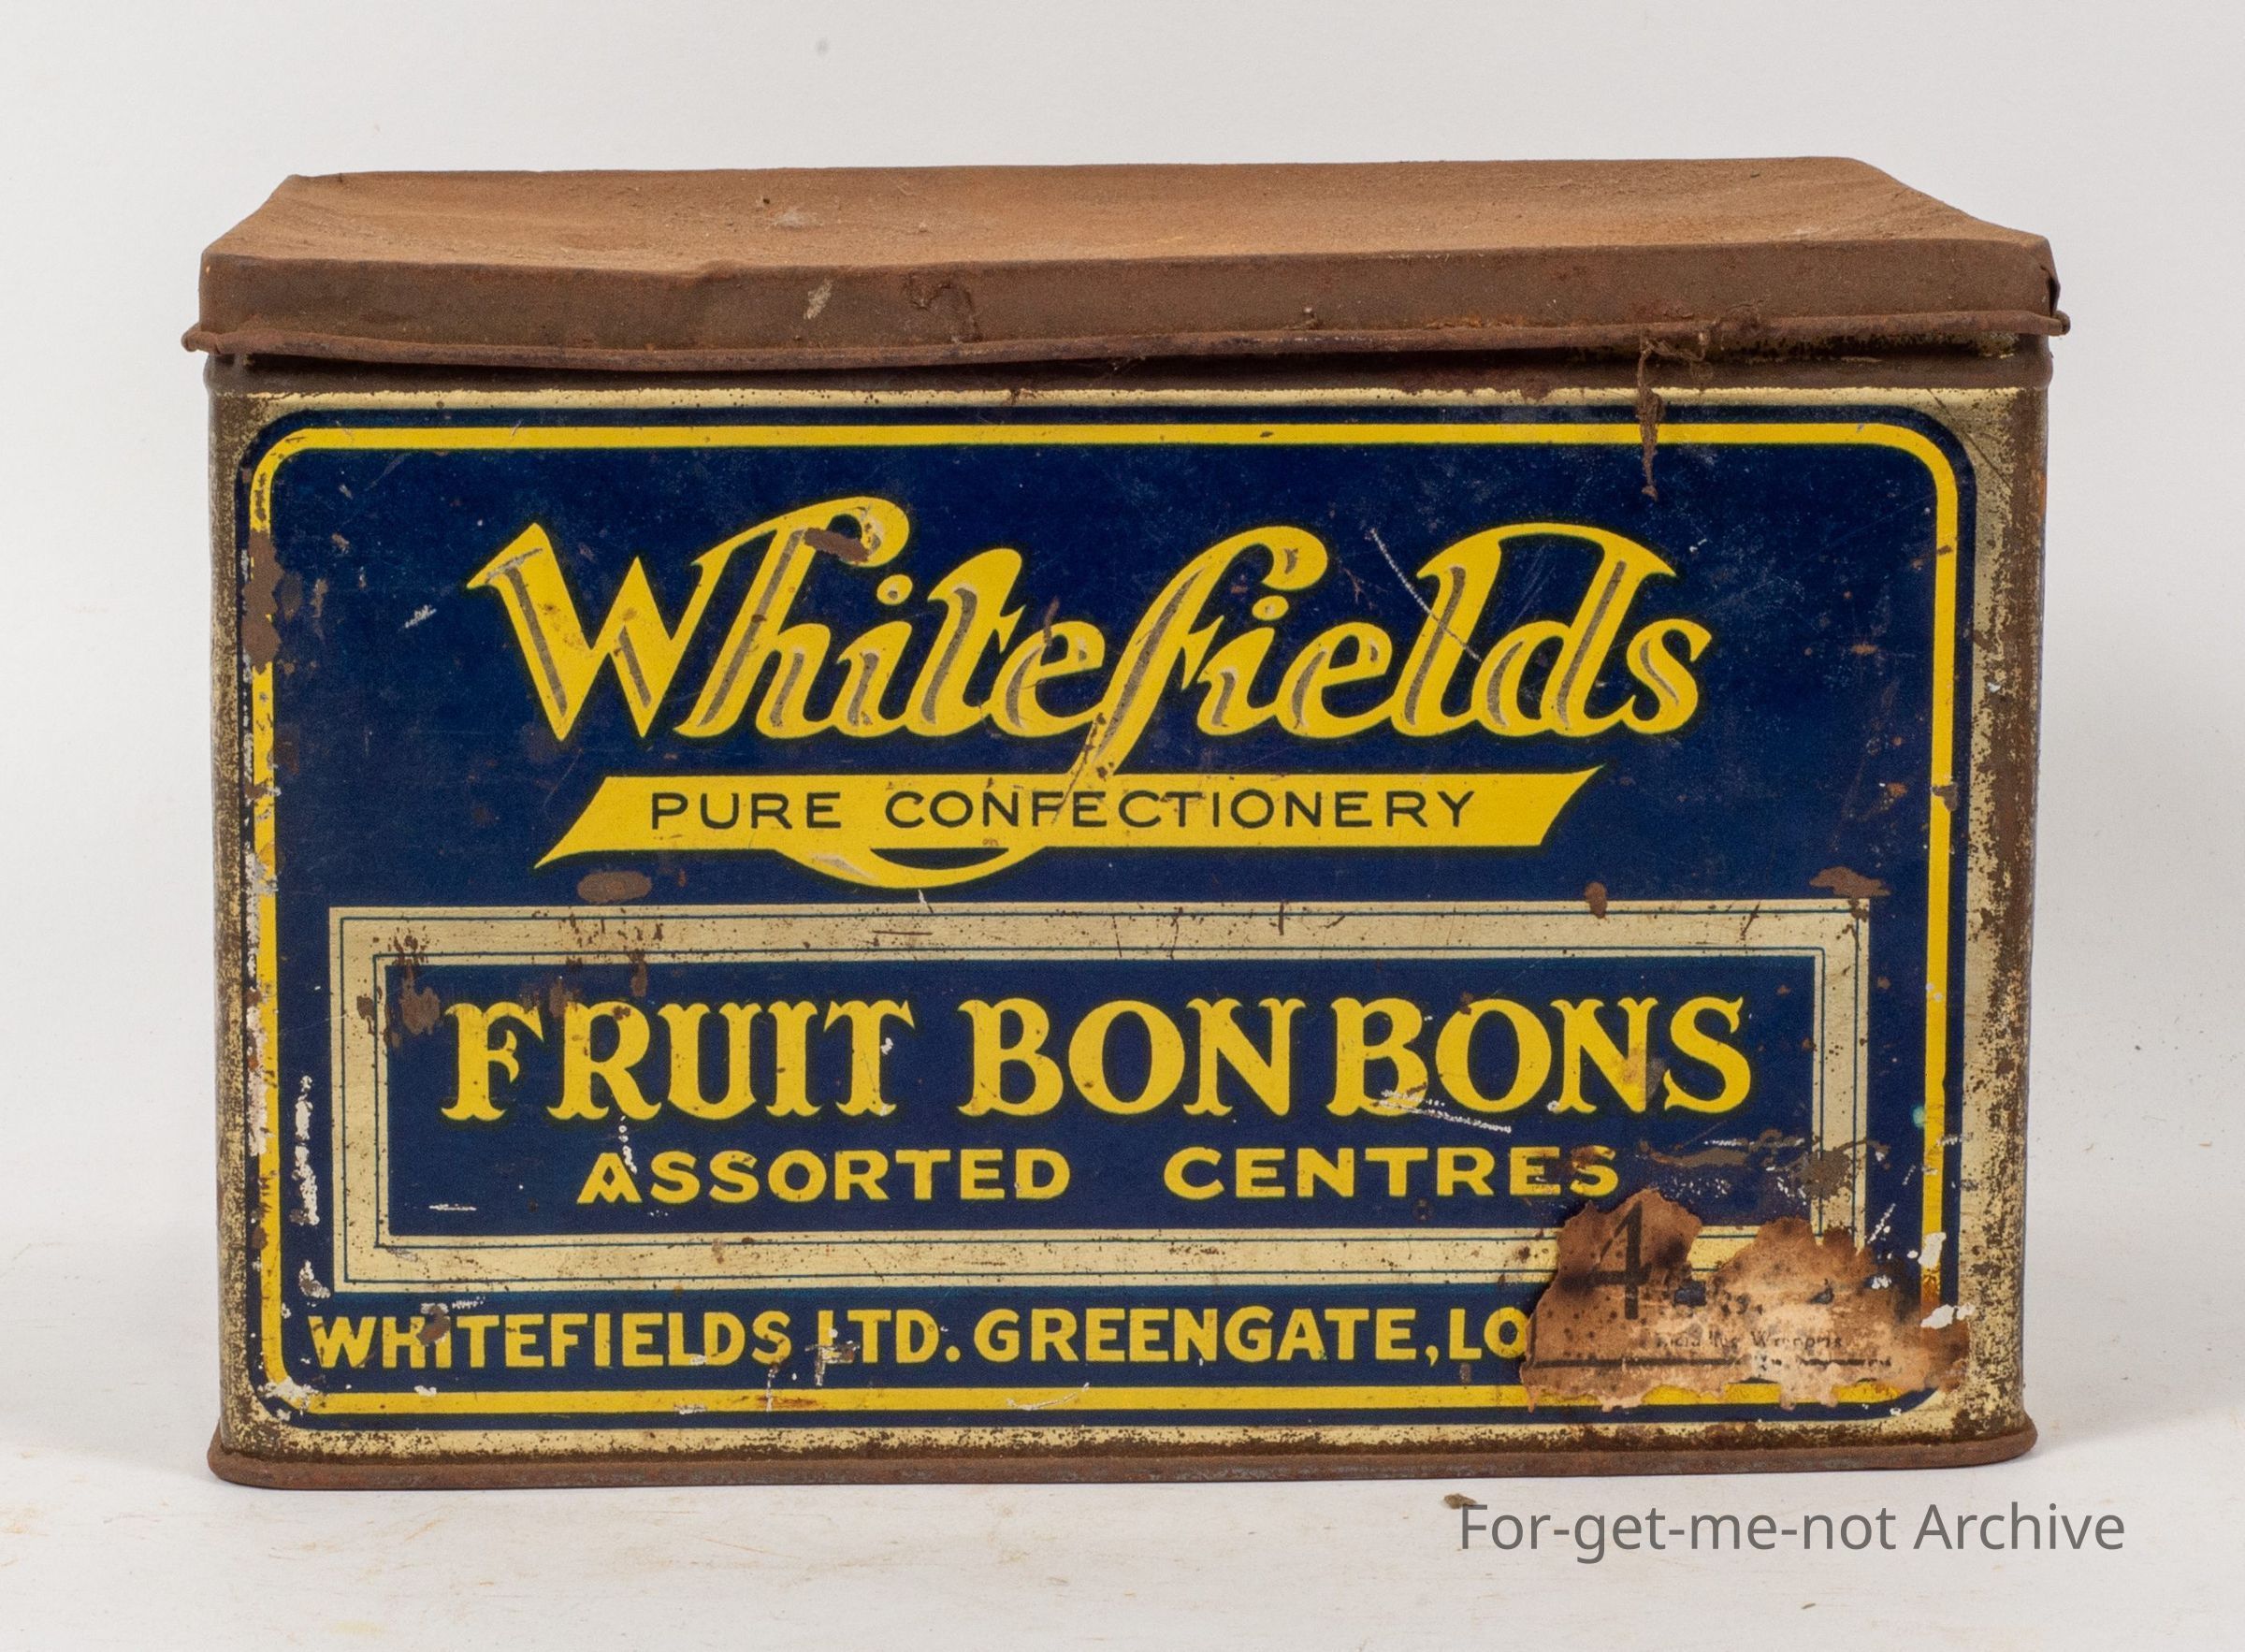 Whitefields
PURE CONFECTIONERY
FRUIT BON BONS
ASSORTED CENTRES
WHITEFIELDS LTD. GREENGATE, LO
4
For-get-me-not Archive